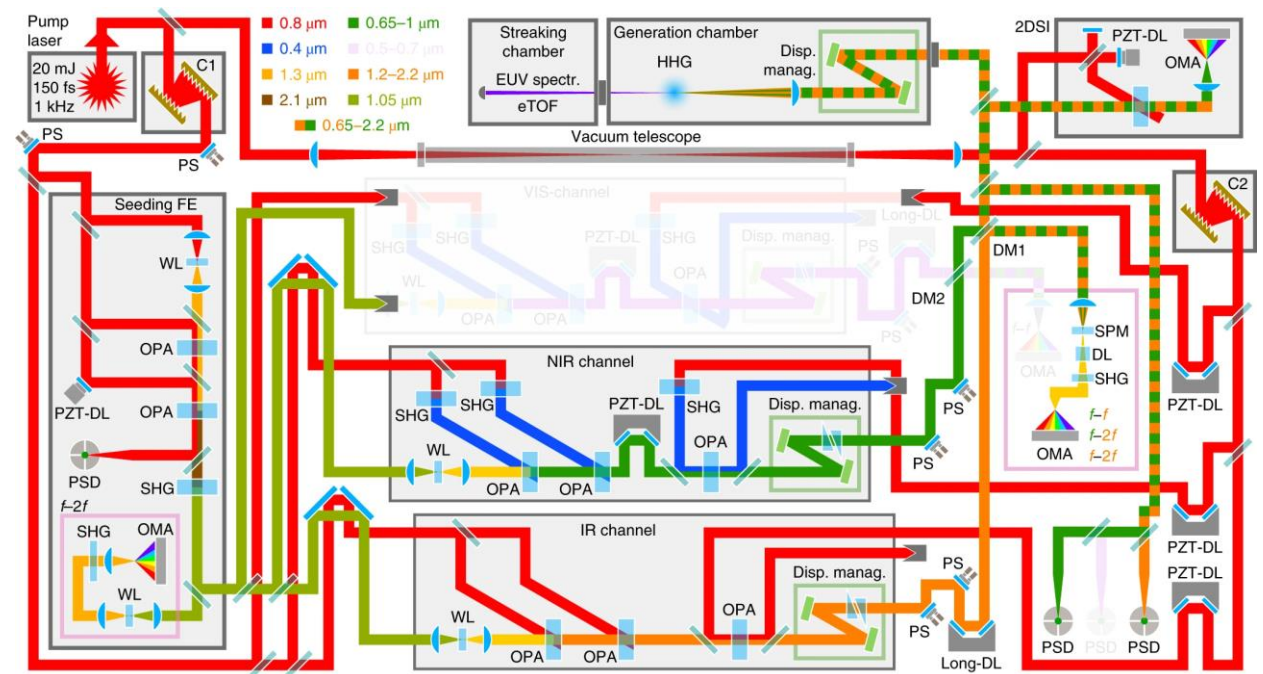 Pump
laser
20 mJ
150 fs
1 kHz
C1
0.8 µm
0.4 µm
1.3 µm
2.1 µm
0.65–1 µm
0.5–0.7 µm
1.2–2.2 µm
1.05 µm
0.65–2.2 µm
Streaking
chamber
EUV spectr.
eTOF
Generation chamber
HHG
Disp.
manag.
2DSI
PZT-DL
OMA
Vacuum telescope
PS
PS
C2
Seeding FE
WL
OPA
OPA
PZT-DL
PSD
SHG
f–2f
SHG
OMA
WL
VIS-channel
SHG
SHG
PZT-DL
SHG
Long-DL
Disp. manag.
PS
WL
OPA
OPA
OPA
PS
DM1
DM2
f–f
OMA
SPM
DL
SHG
OMA
f–f
f–2f
f–2f
PZT-DL
NIR channel
SHG
SHG
PZT-DL
SHG
Disp. manag.
PS
PS
WL
OPA
OPA
OPA
PZT-DL
IR channel
WL
OPA
OPA
OPA
Disp. manag.
PS
PS
Long-DL
PZT-DL
PSD
PSD
PSD